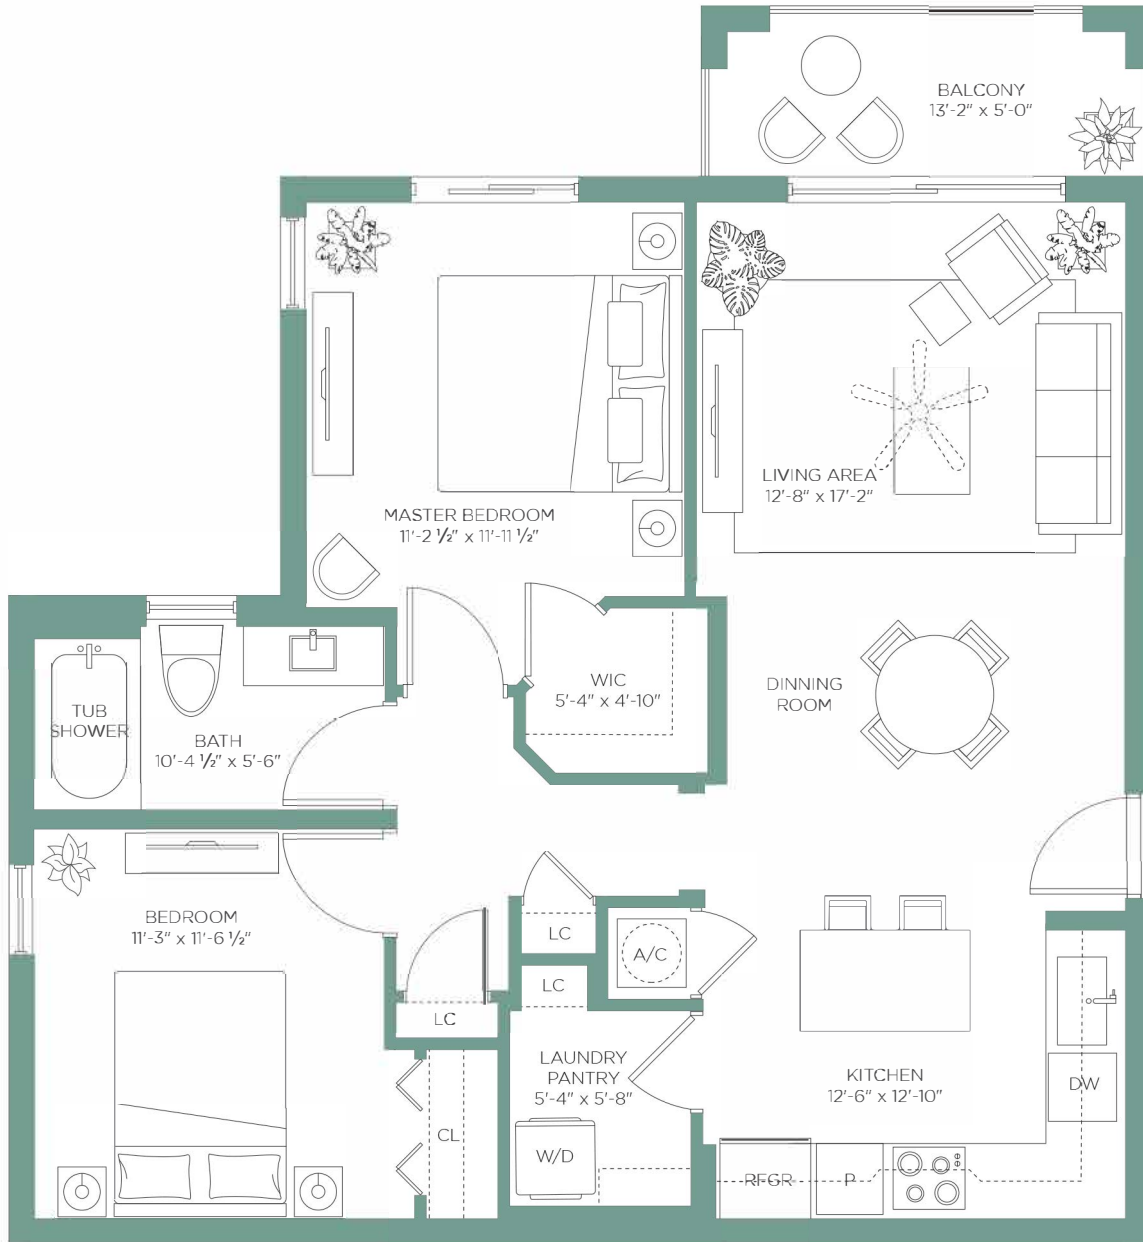 BALCONY
13'-2" x 5'-0"
LIVING AREA
12'-8" x 17'-2"
MASTER BEDROOM
11'-2 ½" x 11'-11 ½"
WIC
5'-4" x 4'-10"
DINNING
ROOM
TUB
SHOWER
BATH
10'-4 ½" x 5'-6"
BEDROOM
11'-3" x 11'-6 ½"
LC
A/C
LC
LC
LAUNDRY
PANTRY
5'-4" x 5'-8"
KITCHEN
12'-6" x 12'-10"
DW
CL
W/D
RFGR
P